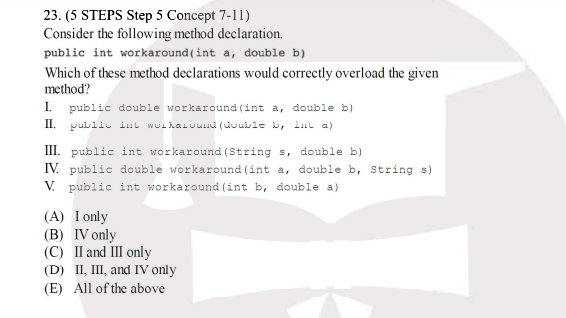 23. (5 STEPS Step 5 Concept 7-11)
Consider the following method declaration.
public int workaround(int a, double b)
Which of these method declarations would correctly overload the given
method?
I. public double workaround(int a, double b)
II. public int workaround(double b, int a)
III. public int workaround(String s, double b)
IV. public double workaround(int a, double b, String s)
V. public int workaround(int b, double a)
(A) I only
(B) IV only
(C) II and III only
(D) II, III, and IV only
(E) All of the above